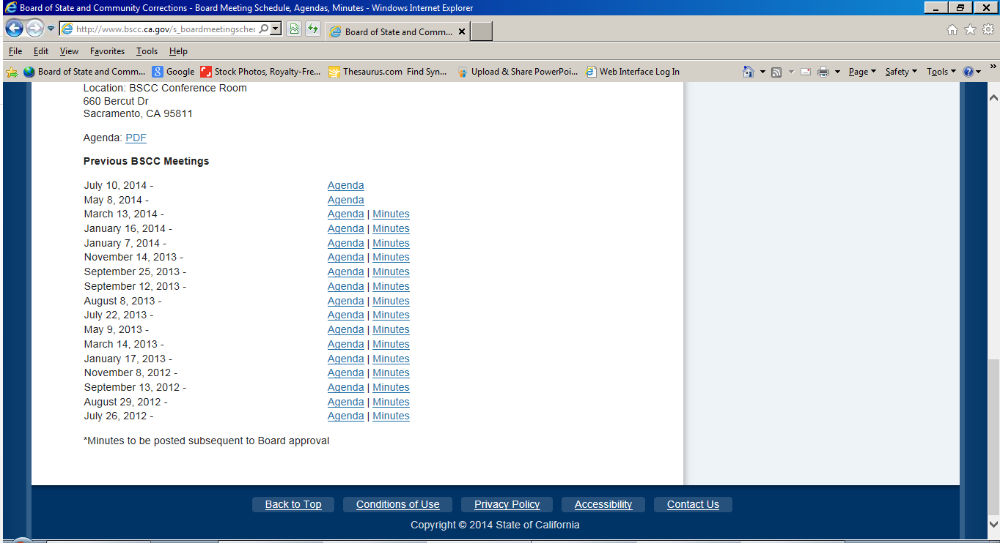 Board of State and Community Corrections - Board Meeting Schedule, Agendas, Minutes - Windows Internet Explorer
http://www.bscc.ca.gov/s_boardmeetingschec
Board of State and Comm...
File Edit View Favorites Tools Help
Board of State and Comm... Google Stock Photos, Royalty-Fre... Thesaurus.com Find Syn... Upload & Share PowerPoi... Web Interface Log In Page Safety Tools
Location: BSCC Conference Room
660 Bercut Dr
Sacramento, CA 95811
Agenda: PDF
Previous BSCC Meetings
July 10, 2014 - Agenda
May 8, 2014 - Agenda
March 13, 2014 - Agenda | Minutes
January 16, 2014 - Agenda | Minutes
January 7, 2014 - Agenda | Minutes
November 14, 2013 - Agenda | Minutes
September 25, 2013 - Agenda | Minutes
September 12, 2013 - Agenda | Minutes
August 8, 2013 - Agenda | Minutes
July 22, 2013 - Agenda | Minutes
May 9, 2013 - Agenda | Minutes
March 14, 2013 - Agenda | Minutes
January 17, 2013 - Agenda | Minutes
November 8, 2012 - Agenda | Minutes
September 13, 2012 - Agenda | Minutes
August 29, 2012 - Agenda | Minutes
July 26, 2012 - Agenda | Minutes
*Minutes to be posted subsequent to Board approval
Back to Top Conditions of Use Privacy Policy Accessibility Contact Us
Copyright © 2014 State of California